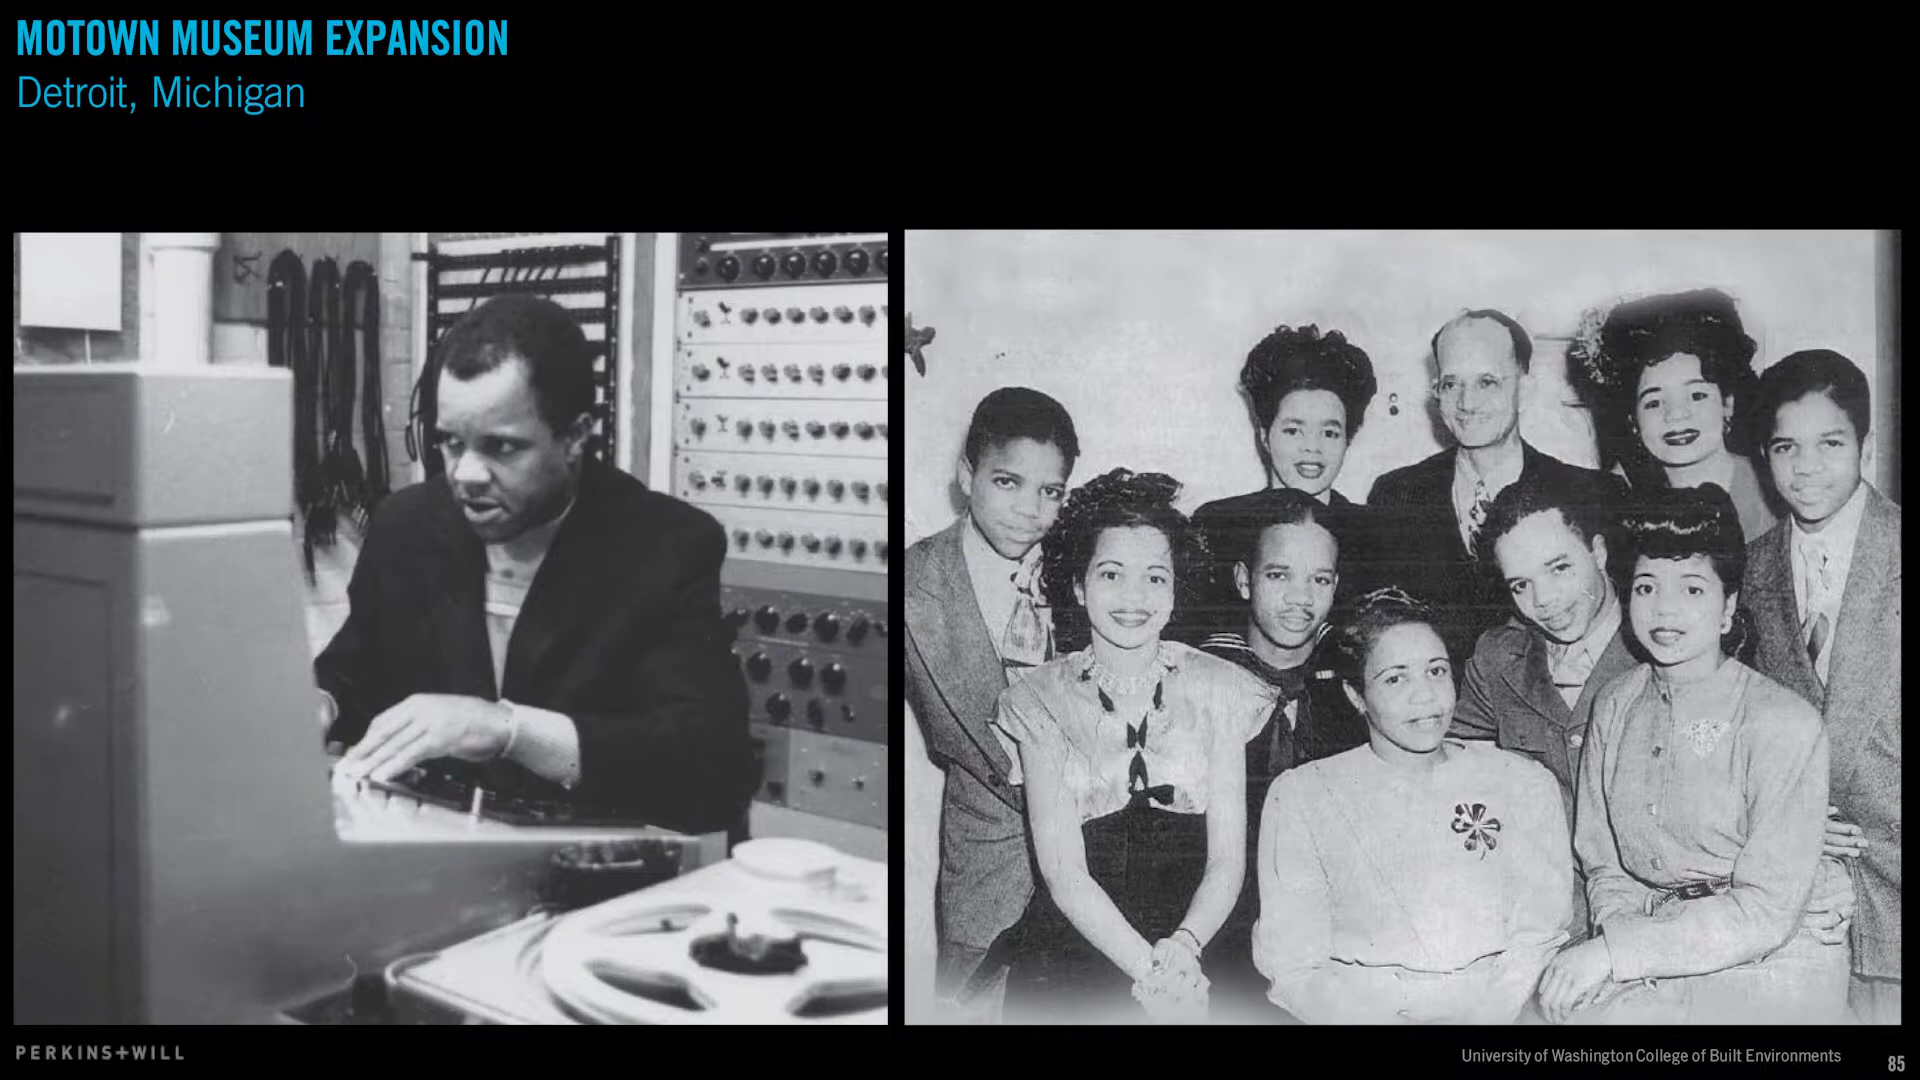 MOTOWN MUSEUM EXPANSION
Detroit, Michigan
PERKINS+WILL
University of Washington College of Built Environments
85